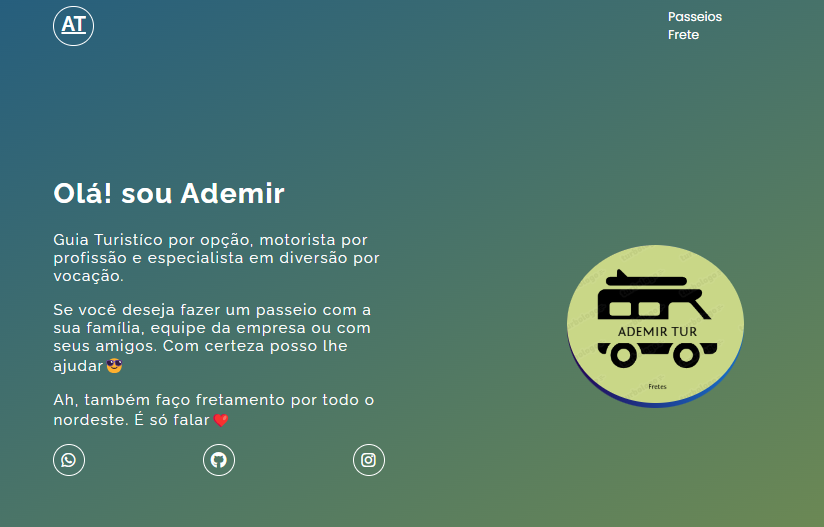 AT
Passeios
Frete
Olá! sou Ademir
Guia Turistíco por opção, motorista por
profissão e especialista em diversão por
vocação.
Se você deseja fazer um passeio com a
sua família, equipe da empresa ou com
seus amigos. Com certeza posso lhe
ajudar😎
Ah, também faço fretamento por todo o
nordeste. É só falar❤️
ADEMIR TUR
Fretes